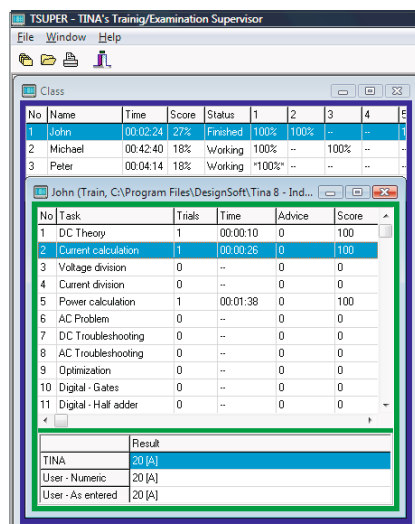 TSUPER - TINA's Trainig/Examination Supervisor
File Window Help
Class
No Name Time Score Status 1 2 3 4 5
1 John 00:02:24 27% Finished 100% 100% -- -- 1
2 Michael 00:42:40 18% Working 100% -- 100% -- --
3 Peter 00:04:14 18% Working *100%* -- -- -- --
John (Train, C:\Program Files\DesignSoft\Tina 8 - Ind...
No Task Trials Time Advice Score
1 DC Theory 1 00:00:10 0 100
2 Current calculation 1 00:00:26 0 100
3 Voltage division 0 -- 0 0
4 Current division 0 -- 0 0
5 Power calculation 1 00:01:38 0 100
6 AC Problem 0 -- 0 0
7 DC Troubleshooting 0 -- 0 0
8 AC Troubleshooting 0 -- 0 0
9 Optimization 0 -- 0 0
10 Digital - Gates 0 -- 0 0
11 Digital - Half adder 0 -- 0 0
Result
TINA 20 [A]
User - Numeric 20 [A]
User - As entered 20 [A]